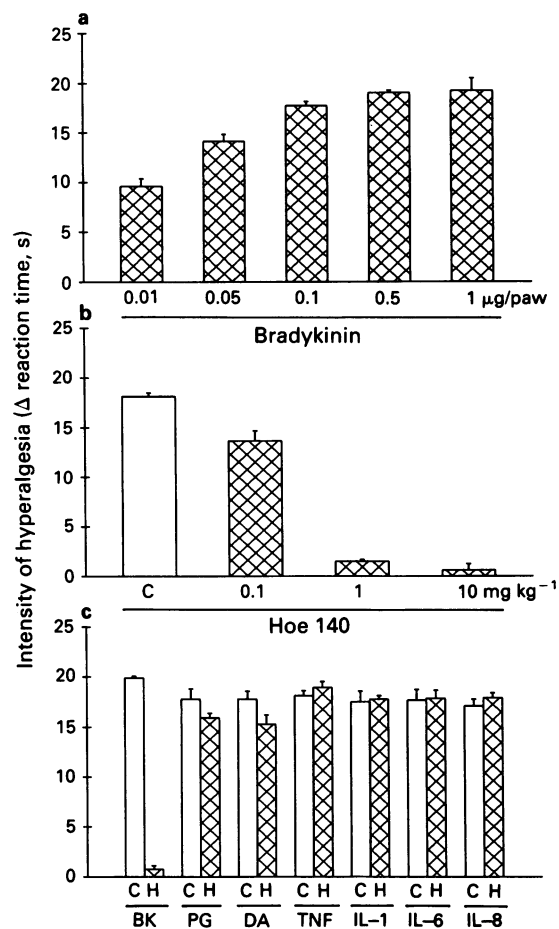 Intensity of hyperalgesia (Δ reaction time, s)
a
25
20
15
10
5
0
0.01 0.05 0.1 0.5 1 µg/paw
Bradykinin
b
25
20
15
10
5
0
C 0.1 1 10 mg kg⁻¹
Hoe 140
c
25
20
15
10
5
0
C H C H C H C H C H C H C H
BK PG DA TNF IL–1 IL–6 IL–8